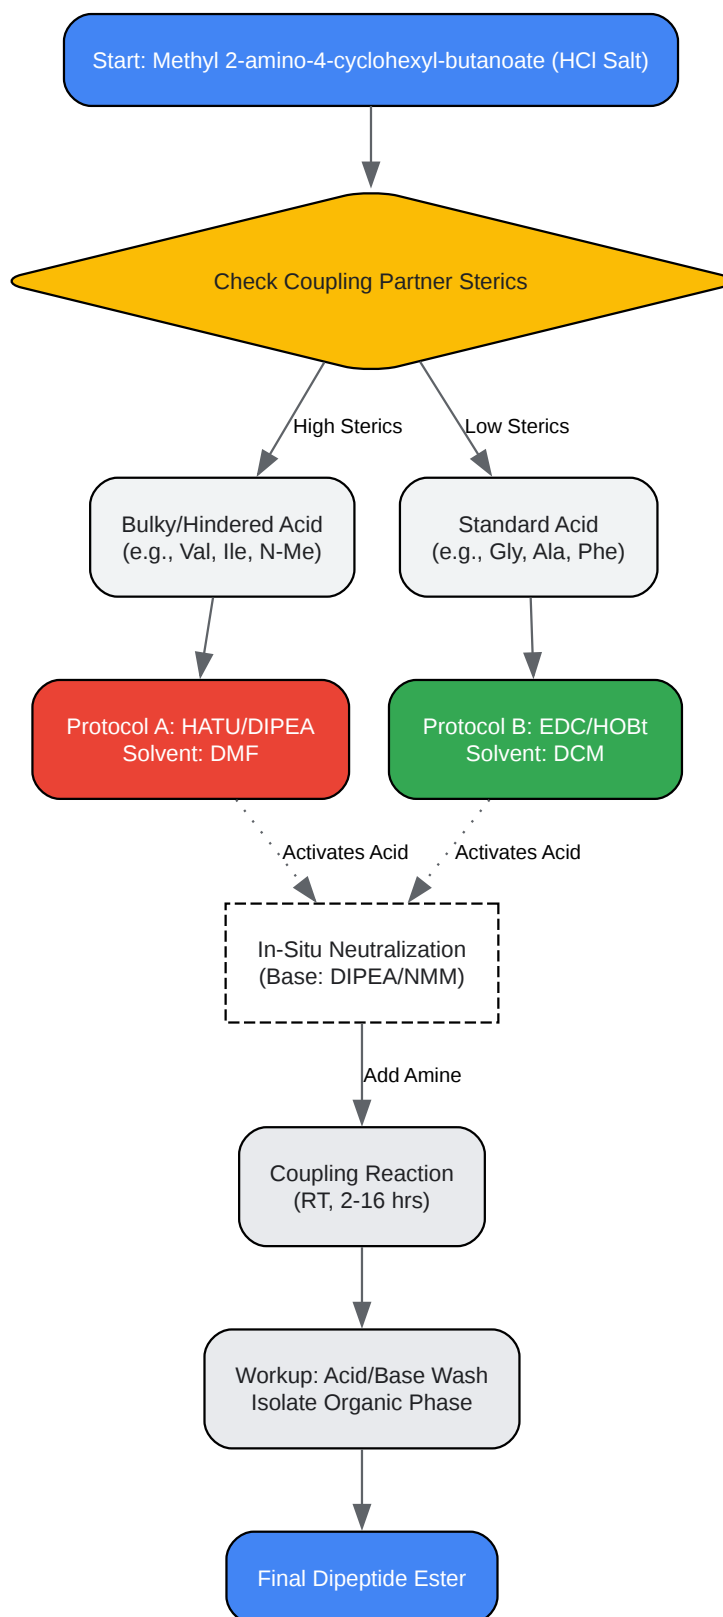 Start: Methyl 2-amino-4-cyclohexyl-butanoate (HCl Salt)
Check Coupling Partner Sterics
High Sterics
Low Sterics
Bulky/Hindered Acid
(e.g., Val, Ile, N-Me)
Standard Acid
(e.g., Gly, Ala, Phe)
Protocol A: HATU/DIPEA
Solvent: DMF
Protocol B: EDC/HOBt
Solvent: DCM
Activates Acid
Activates Acid
In-Situ Neutralization
(Base: DIPEA/NMM)
Add Amine
Coupling Reaction
(RT, 2-16 hrs)
Workup: Acid/Base Wash
Isolate Organic Phase
Final Dipeptide Ester